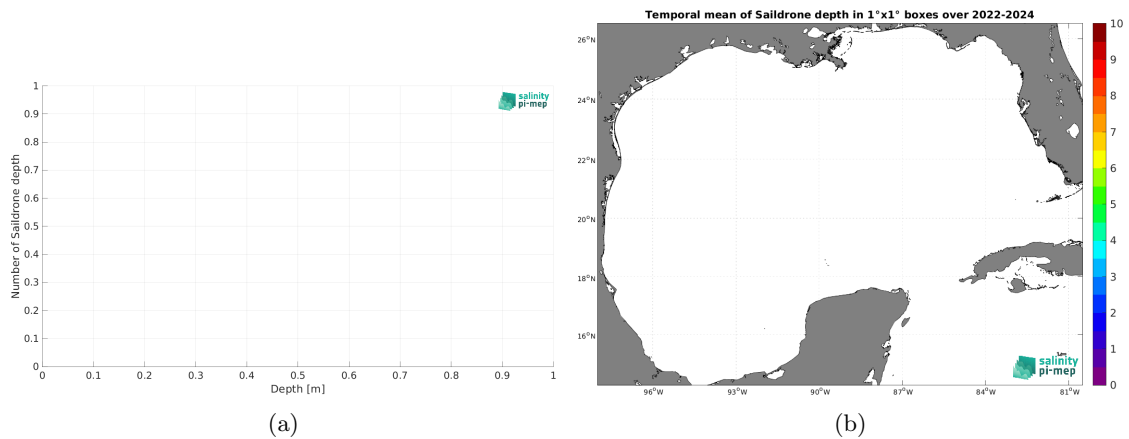 Temporal mean of Saildrone depth in 1°x1° boxes over 2022-2024
1
0.9
0.8
0.7
0.6
0.5
0.4
0.3
0.2
0.1
0
Number of Saildrone depth
0
0.1
0.2
0.3
0.4
0.5
0.6
0.7
0.8
0.9
1
Depth [m]
salinity
pi-mep
(a)
26°N
24°N
22°N
20°N
18°N
16°N
96°W
93°W
90°W
87°W
84°W
81°W
salinity
pi-mep
10
9
8
7
6
5
4
3
2
1
0
(b)